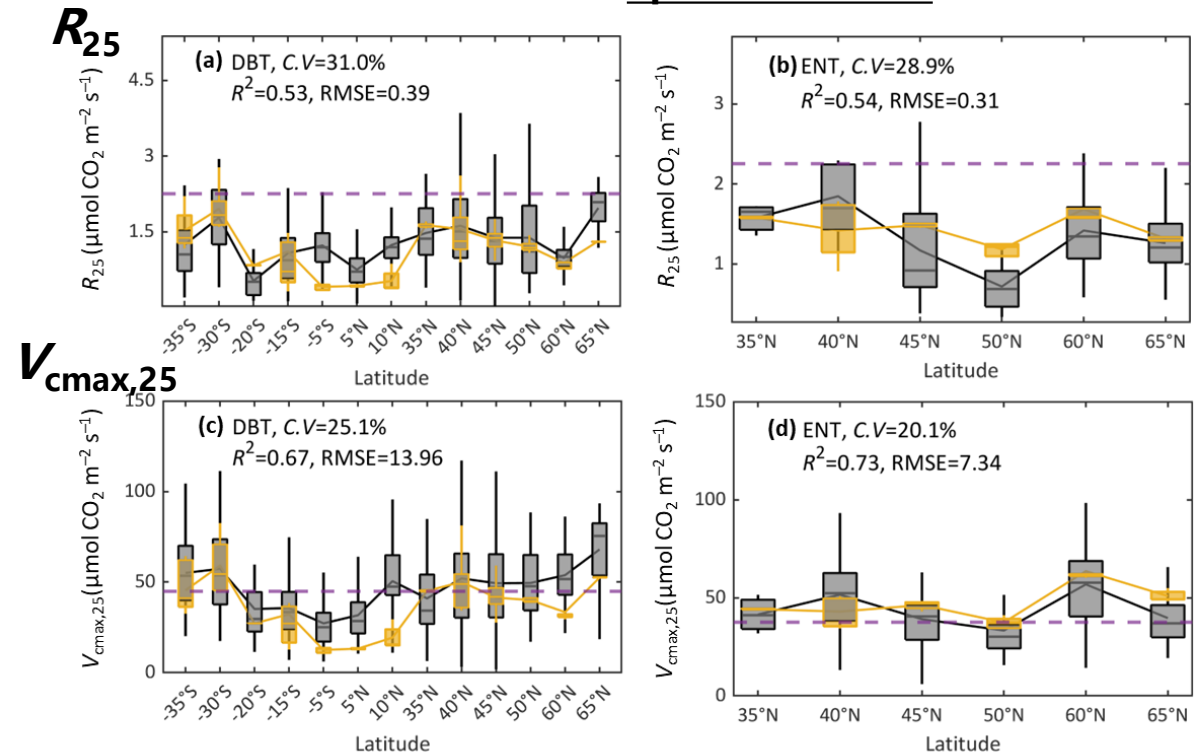 R25
(a) DBT, C.V=31.0%
R²=0.53, RMSE=0.39
R25 (µmol CO2 m−2 s−1)
4.5
3
1.5
-35°S -30°S -20°S -15°S -5°S 5°N 10°N 35°N 40°N 45°N 50°N 60°N 65°N
Latitude
(b) ENT, C.V=28.9%
R²=0.54, RMSE=0.31
R25 (µmol CO2 m−2 s−1)
3
2
1
35°N 40°N 45°N 50°N 60°N 65°N
Latitude
Vcmax,25
(c) DBT, C.V=25.1%
R²=0.67, RMSE=13.96
Vcmax,25(µmol CO2 m−2 s−1)
150
100
50
0
-35°S -30°S -20°S -15°S -5°S 5°N 10°N 35°N 40°N 45°N 50°N 60°N 65°N
Latitude
(d) ENT, C.V=20.1%
R²=0.73, RMSE=7.34
Vcmax,25(µmol CO2 m−2 s−1)
150
100
50
0
35°N 40°N 45°N 50°N 60°N 65°N
Latitude